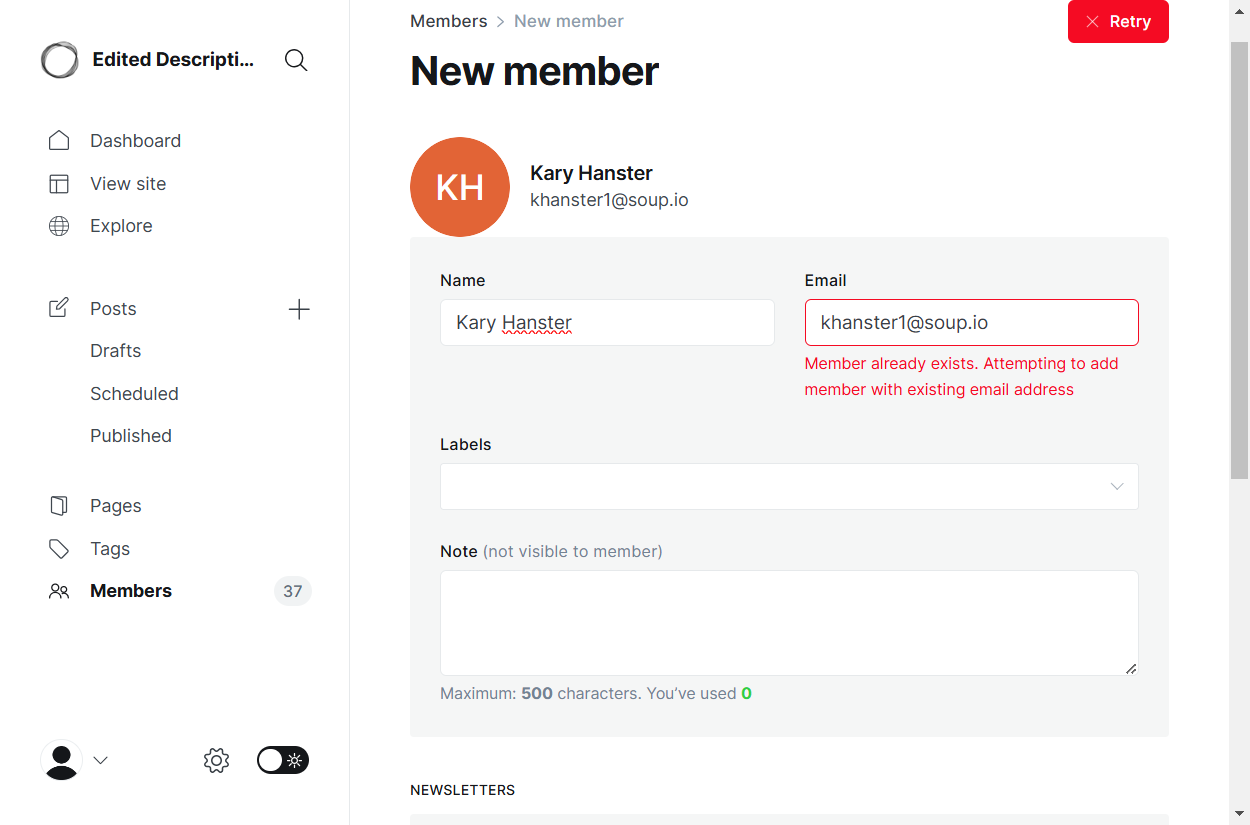 Edited Descripti...
Dashboard
View site
Explore
Posts
Drafts
Scheduled
Published
Pages
Tags
Members
37
Members > New member
Retry
New member
KH
Kary Hanster
khanster1@soup.io
Name
Email
Kary Hanster
khanster1@soup.io
Member already exists. Attempting to add
member with existing email address
Labels
Note (not visible to member)
Maximum: 500 characters. You’ve used 0
NEWSLETTERS